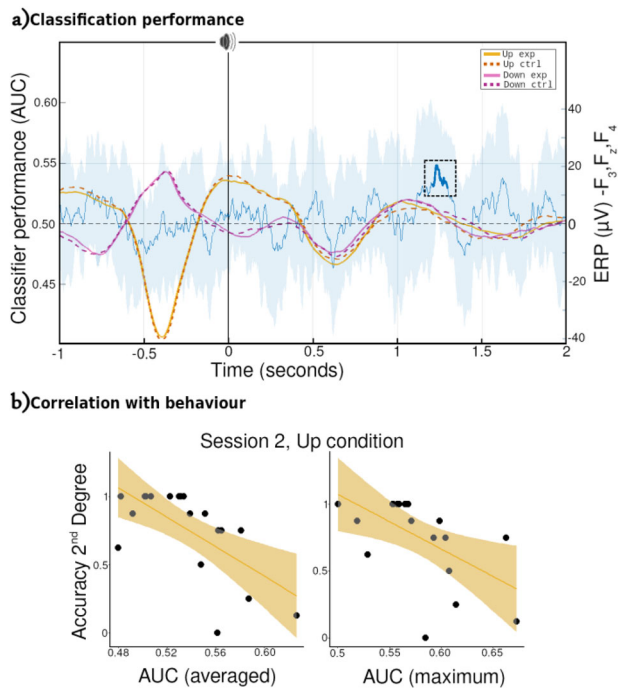 a)Classification performance
Up exp
Up ctrl
Down exp
Down ctrl
Classifier performance (AUC)
0.60
0.55
0.50
0.45
40
20
0
-20
-40
ERP (µV) -F3,Fz,F4
-1 -0.5 0 0.5 1 1.5 2
Time (seconds)
b)Correlation with behaviour
Session 2, Up condition
Accuracy 2nd Degree
1
0.5
0
0.48 0.52 0.56 0.60
AUC (averaged)
1
0.5
0
0.5 0.55 0.60 0.65
AUC (maximum)